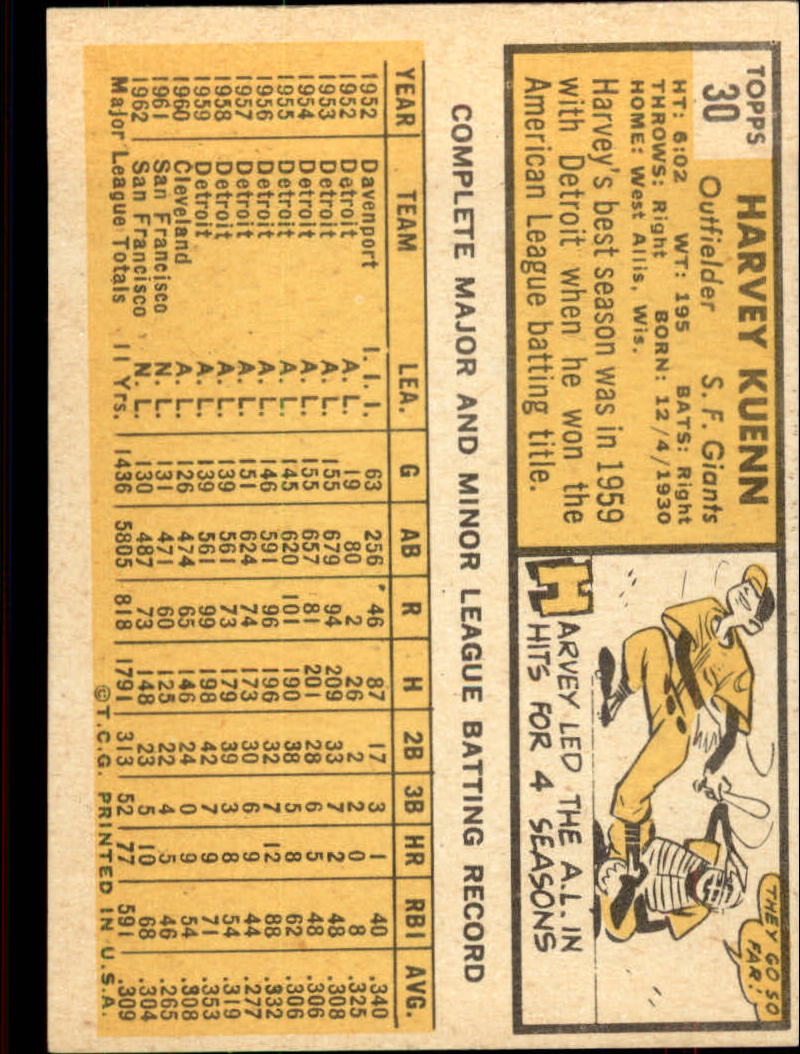 TOPPS
30
HARVEY KUENN
Outfielder S. F. Giants
HT: 6:02 WT: 195 BATS: Right
THROWS: Right BORN: 12/4/1930
HOME: West Allis, Wis.
Harvey's best season was in 1959
with Detroit when he won the
American League batting title.
THEY GO SO
FAR!
HARVEY LED THE A.L. IN
HITS FOR 4 SEASONS
COMPLETE MAJOR AND MINOR LEAGUE BATTING RECORD
YEAR TEAM LEA. G AB R H 2B 3B HR RBI AVG.
1952 Davenport I. I. I. 63 256 46 87 17 3 1 40 .340
1952 Detroit A. L. 19 80 2 26 2 2 0 8 .325
1953 Detroit A. L. 155 679 94 209 33 7 2 48 .308
1954 Detroit A. L. 155 657 81 201 28 6 5 48 .306
1955 Detroit A. L. 145 620 101 190 38 5 8 62 .306
1956 Detroit A. L. 146 591 96 196 32 7 12 88 .332
1957 Detroit A. L. 151 624 74 173 30 6 9 44 .277
1958 Detroit A. L. 139 561 73 179 39 3 8 54 .319
1959 Detroit A. L. 139 561 99 198 42 7 9 71 .353
1960 Cleveland A. L. 126 474 65 146 24 0 9 54 .308
1961 San Francisco N. L. 131 471 60 125 22 4 5 46 .265
1962 San Francisco N. L. 130 487 73 148 23 5 10 68 .304
Major League Totals 11 Yrs. 1436 5805 818 1791 313 52 77 591 .309
©T.C.G. PRINTED IN U.S.A.